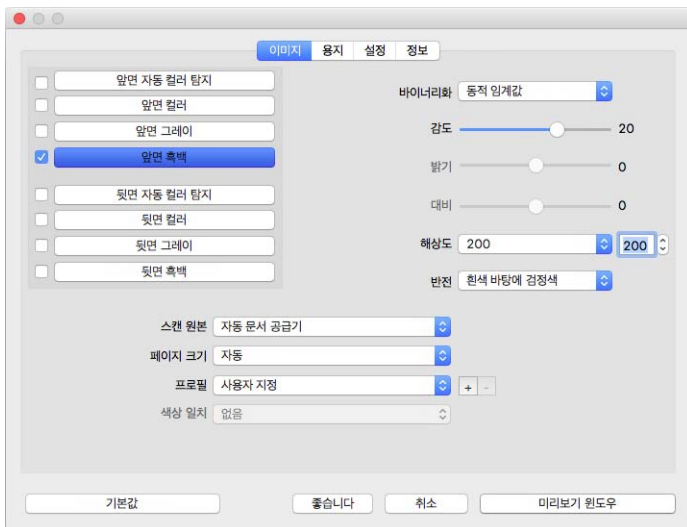 이미지 용지 설정 정보
앞면 자동 컬러 탐지
앞면 컬러
앞면 그레이
앞면 흑백
뒷면 자동 컬러 탐지
뒷면 컬러
뒷면 그레이
뒷면 흑백
바이너리화 동적 임계값
감도 20
밝기 0
대비 0
해상도 200 200
반전 흰색 바탕에 검정색
스캔 원본 자동 문서 공급기
페이지 크기 자동
프로필 사용자 지정 + -
색상 일치 없음
기본값 좋습니다 취소 미리보기 윈도우